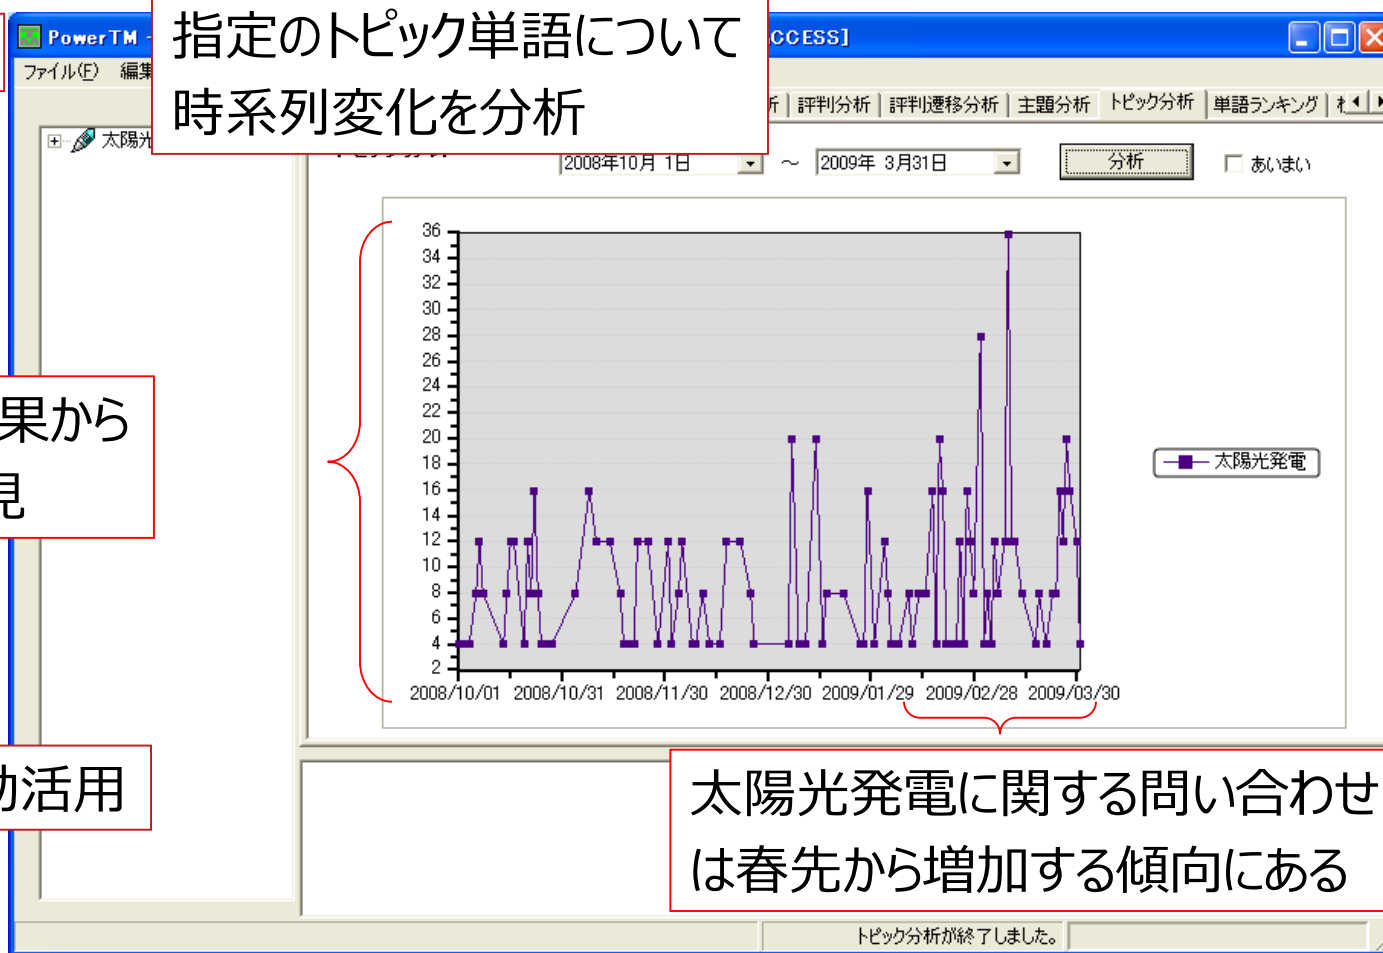 指定のトピック単語について
時系列変化を分析
PowerTM -
CCESS]
ファイル(F) 編集
評判分析 評判遷移分析 主題分析 トピック分析 単語ランキング
太陽光
2008年10月 1日 ～ 2009年 3月31日 分析 あいまい
36
34
32
30
28
26
24
22
20
18
16
14
12
10
8
6
4
2
2008/10/01 2008/10/31 2008/11/30 2008/12/30 2009/01/29 2009/02/28 2009/03/30
太陽光発電
果から
見
活用
太陽光発電に関する問い合わせ
は春先から増加する傾向にある
トピック分析が終了しました。